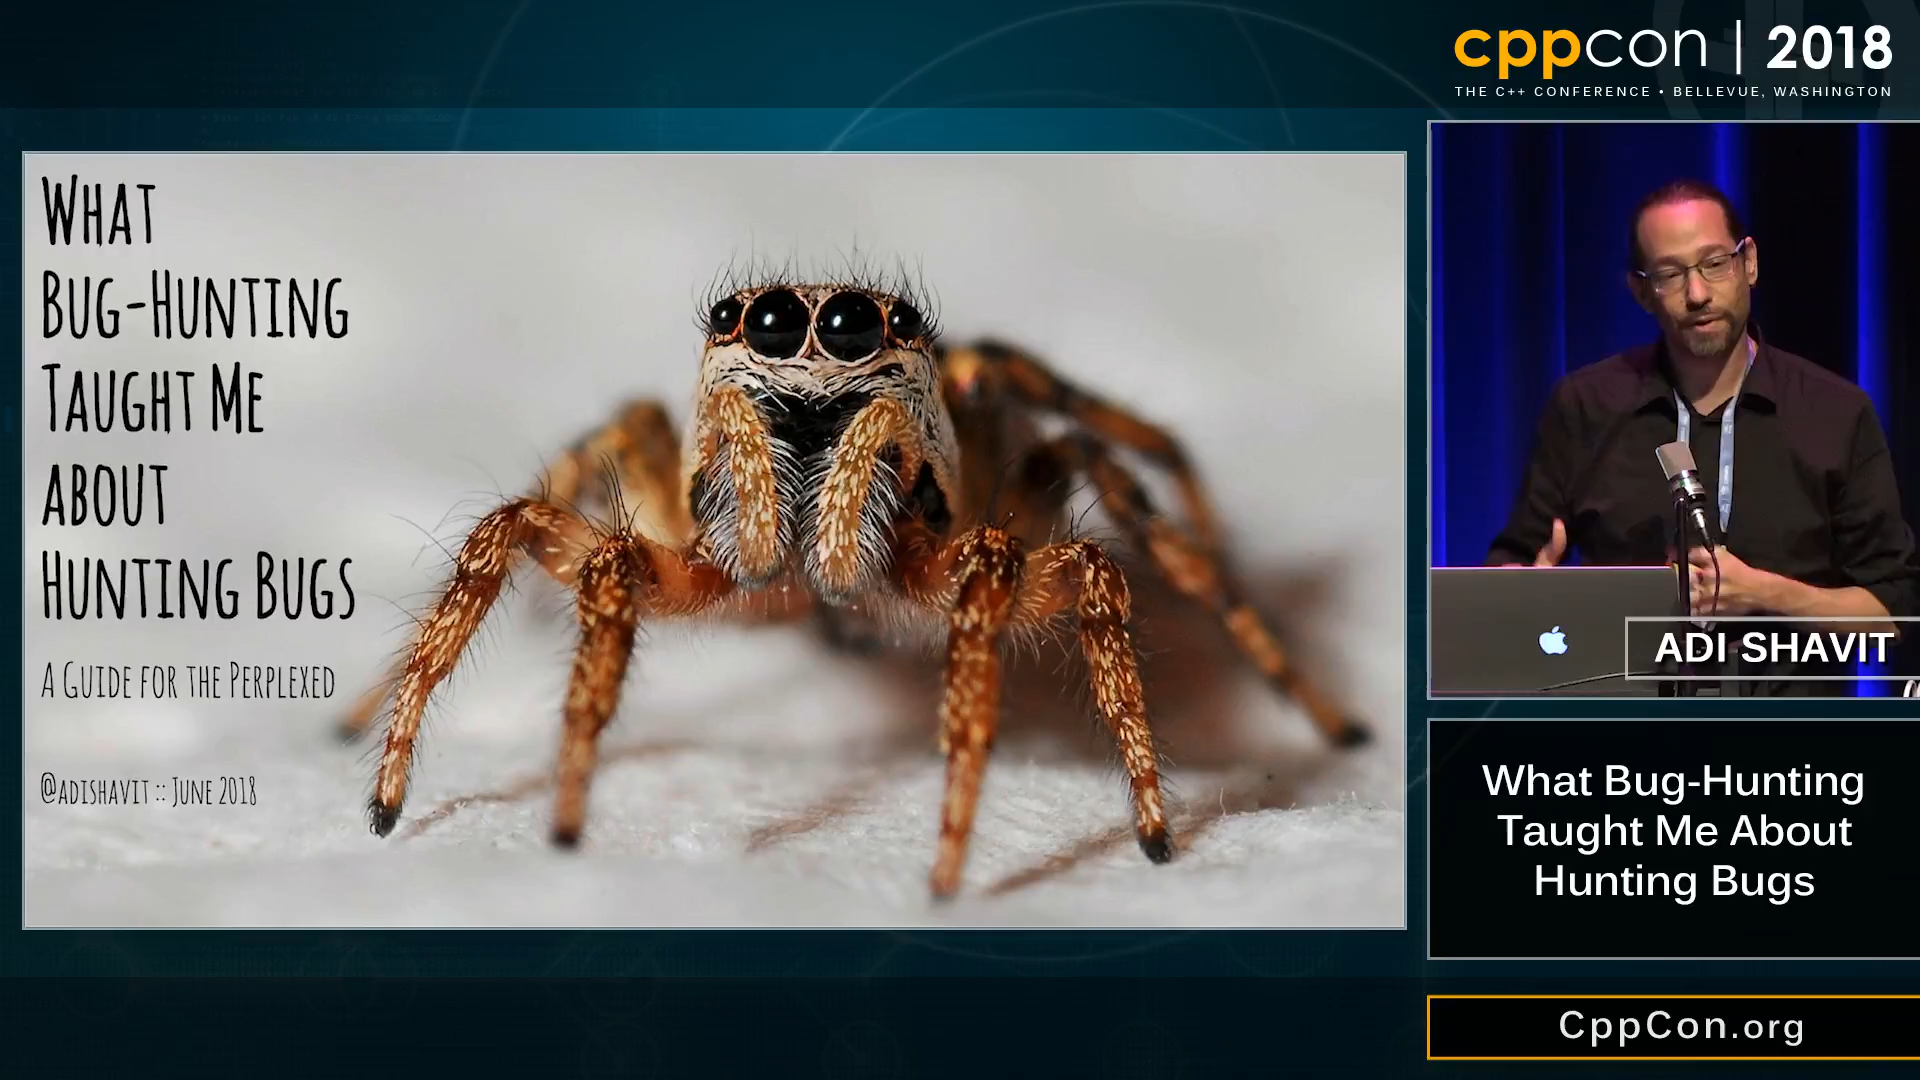 cppcon | 2018
THE C++ CONFERENCE • BELLEVUE, WASHINGTON
WHAT
BUG-HUNTING
TAUGHT ME
ABOUT
HUNTING BUGS
A GUIDE FOR THE PERPLEXED
@ADISHAVIT :: JUNE 2018
ADI SHAVIT
What Bug-Hunting
Taught Me About
Hunting Bugs
CppCon.org